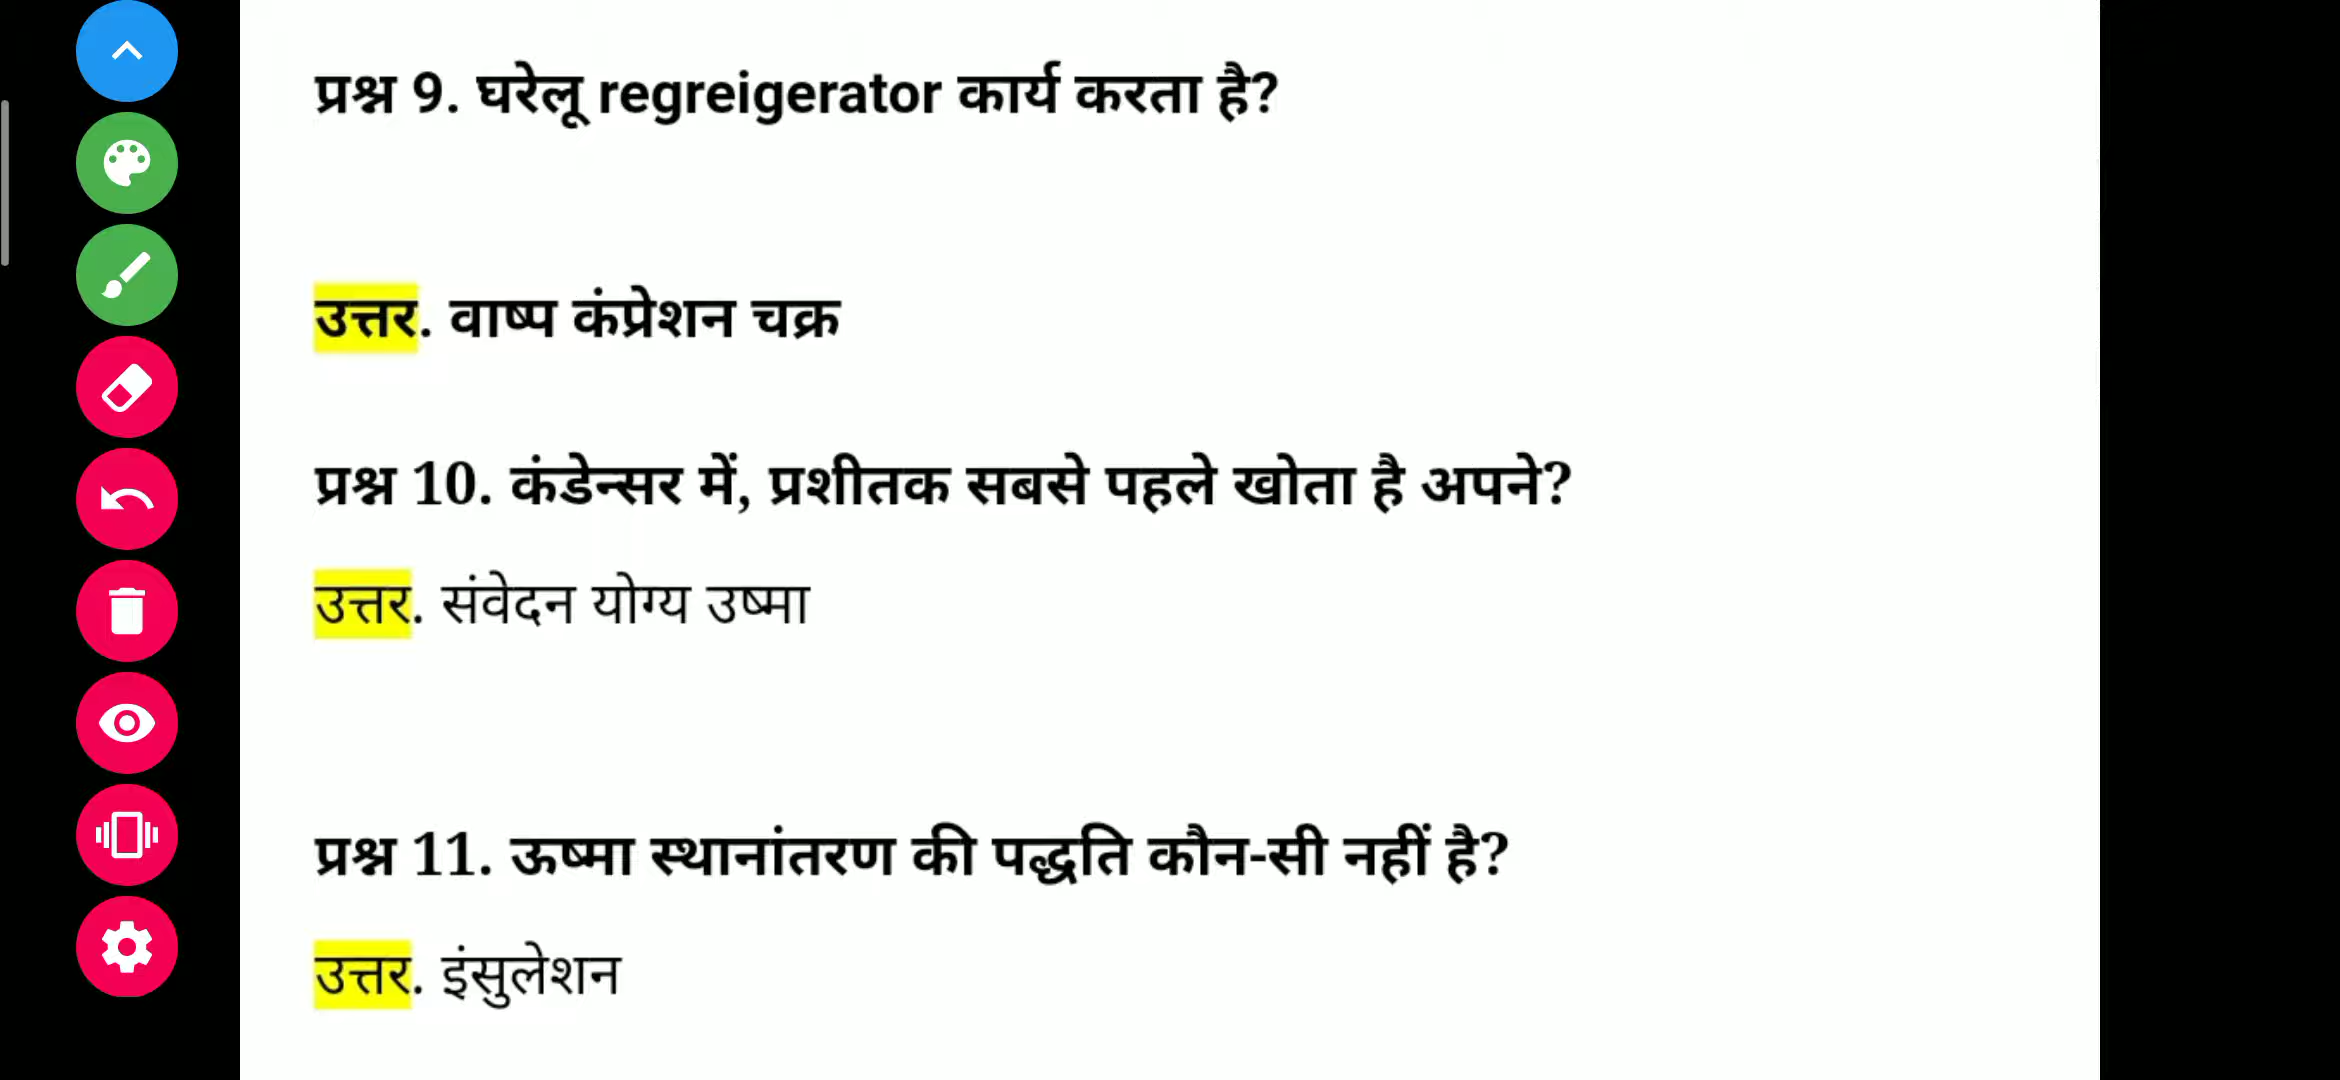 प्रश्न 9. घरेलू regreigerator कार्य करता है?
उत्तर. वाष्प कंप्रेशन चक्र
प्रश्न 10. कंडेन्सर में, प्रशीतक सबसे पहले खोता है अपने?
उत्तर. संवेदन योग्य उष्मा
प्रश्न 11. ऊष्मा स्थानांतरण की पद्धति कौन-सी नहीं है?
उत्तर. इंसुलेशन